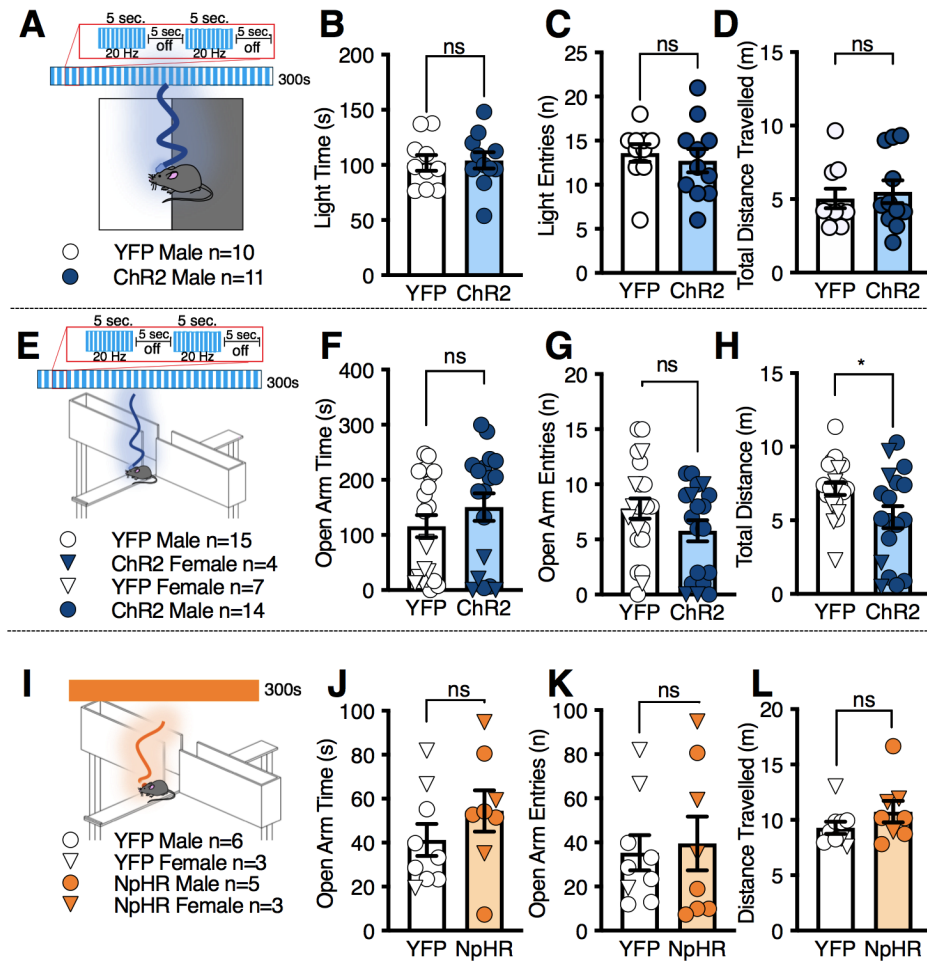 A
5 sec. 5 sec.
5 sec. off 5 sec. off
20 Hz 20 Hz
300s
YFP Male n=10
ChR2 Male n=11
B
ns
Light Time (s)
200
150
100
50
0
YFP ChR2
C
ns
Light Entries (n)
25
20
15
10
5
0
YFP ChR2
D
ns
Total Distance Travelled (m)
15
10
5
0
YFP ChR2
E
5 sec. 5 sec.
5 sec. off 5 sec. off
20 Hz 20 Hz
300s
YFP Male n=15
ChR2 Female n=4
YFP Female n=7
ChR2 Male n=14
F
ns
Open Arm Time (s)
400
300
200
100
0
YFP ChR2
G
ns
Open Arm Entries (n)
20
15
10
5
0
YFP ChR2
H
*
Total Distance (m)
15
10
5
0
YFP ChR2
I
300s
YFP Male n=6
YFP Female n=3
NpHR Male n=5
NpHR Female n=3
J
ns
Open Arm Time (s)
100
80
60
40
20
0
YFP NpHR
K
ns
Open Arm Entries (n)
100
80
60
40
20
0
YFP NpHR
L
ns
Distance Travelled (m)
20
15
10
5
0
YFP NpHR